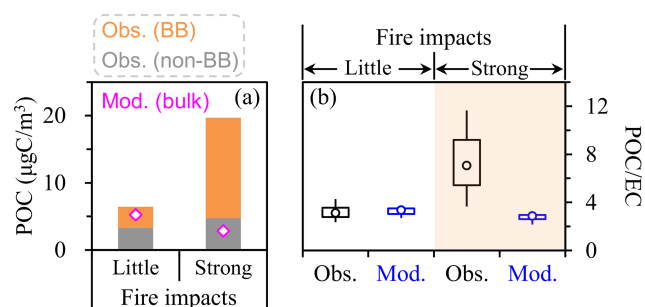 Obs. (BB)
Obs. (non-BB)
Mod. (bulk)
(a)
POC (μgC/m³)
20
10
0
Little
Strong
Fire impacts
Fire impacts
Little
Strong
(b)
12
8
4
0
POC/EC
Obs.
Mod.
Obs.
Mod.